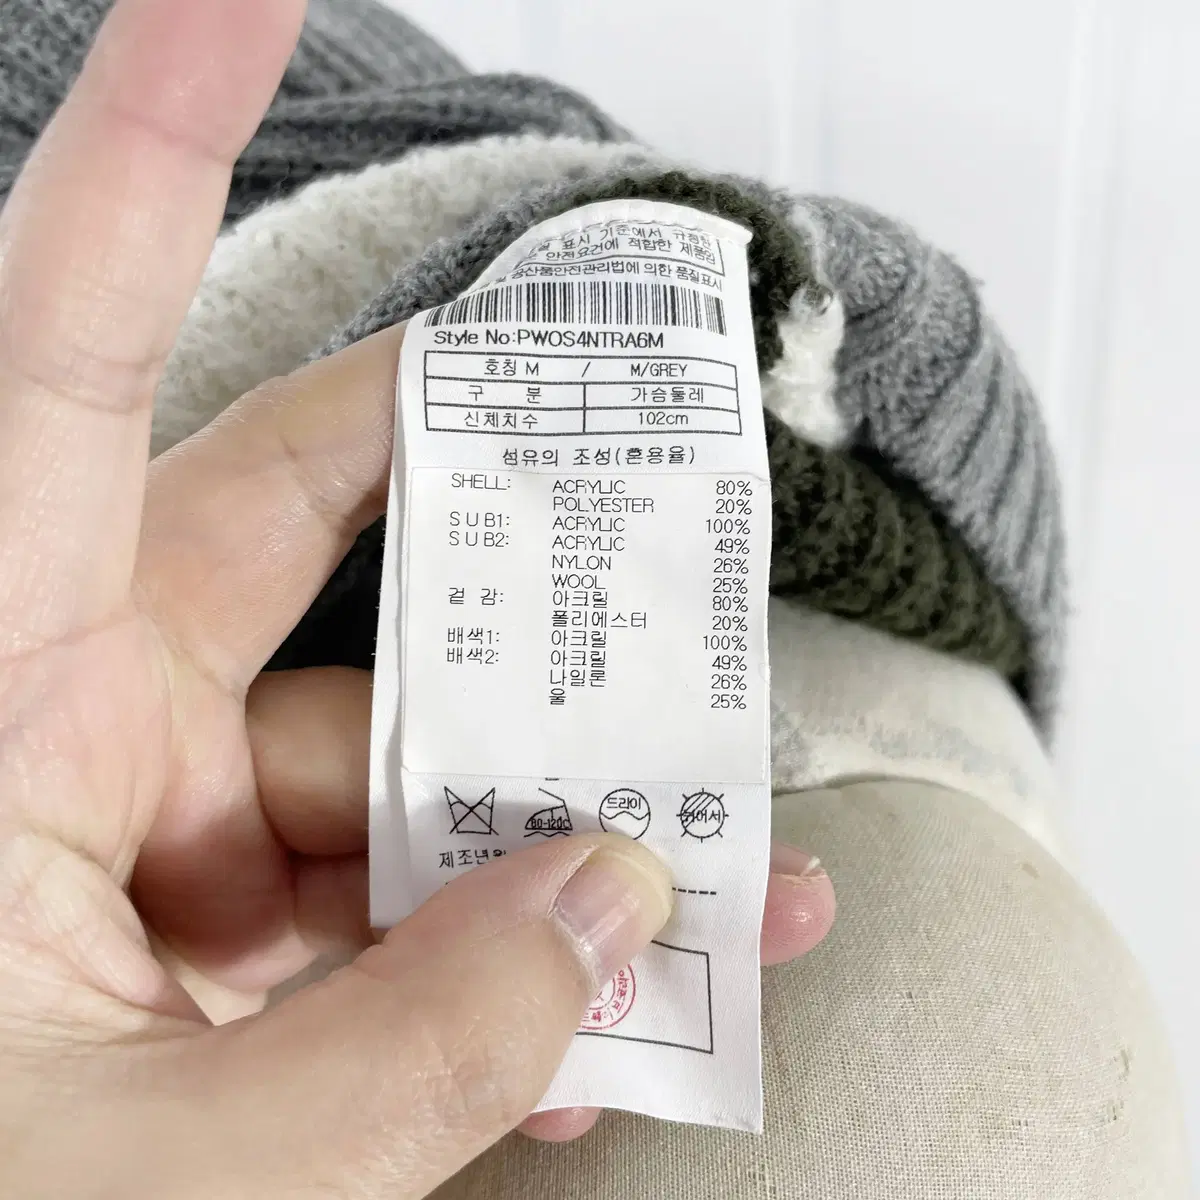 표시 기준에서 규정한
안전요건에 적합한 제품임
공산품안전관리법에 의한 품질표시
Style No:PWOS4NTRA6M
호칭 M / M/GREY
구 분 가슴둘레
신체치수 102cm
섬유의 조성(혼용율)
SHELL: ACRYLIC 80%
POLYESTER 20%
SUB1: ACRYLIC 100%
SUB2: ACRYLIC 49%
NYLON 26%
WOOL 25%
겉 감: 아크릴 80%
폴리에스터 20%
배색1: 아크릴 100%
배색2: 아크릴 49%
나일론 26%
울 25%
80-120C 드라이 뉘어서
제조년월